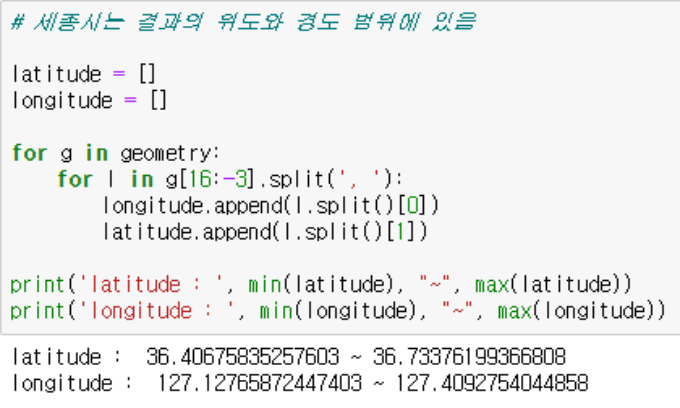 # 세종시는 결과의 위도와 경도 범위에 있음
latitude = []
longitude = []
for g in geometry:
    for l in g[16:-3].split(', '):
        longitude.append(l.split()[0])
        latitude.append(l.split()[1])
print('latitude : ', min(latitude), "~", max(latitude))
print('longitude : ', min(longitude), "~", max(longitude))
latitude :  36.40675835257603 ~ 36.73376199366808
longitude :  127.12765872447403 ~ 127.4092754044858